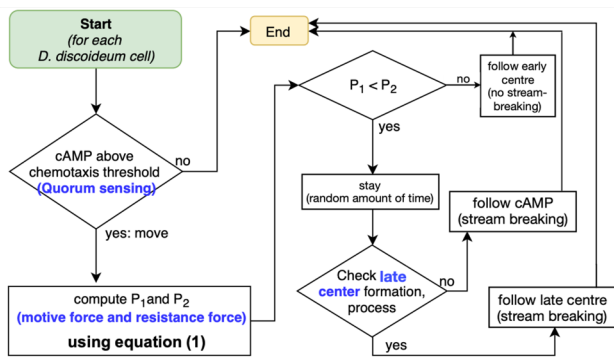 Start
(for each
D. discoideum cell)
End
cAMP above
chemotaxis threshold
(Quorum sensing)
no
yes: move
compute P1and P2
(motive force and resistance force)
using equation (1)
P1 < P2
no
yes
follow early
centre
(no stream-
breaking)
stay
(random amount of time)
Check late
center formation,
process
no
yes
follow cAMP
(stream breaking)
follow late centre
(stream breaking)